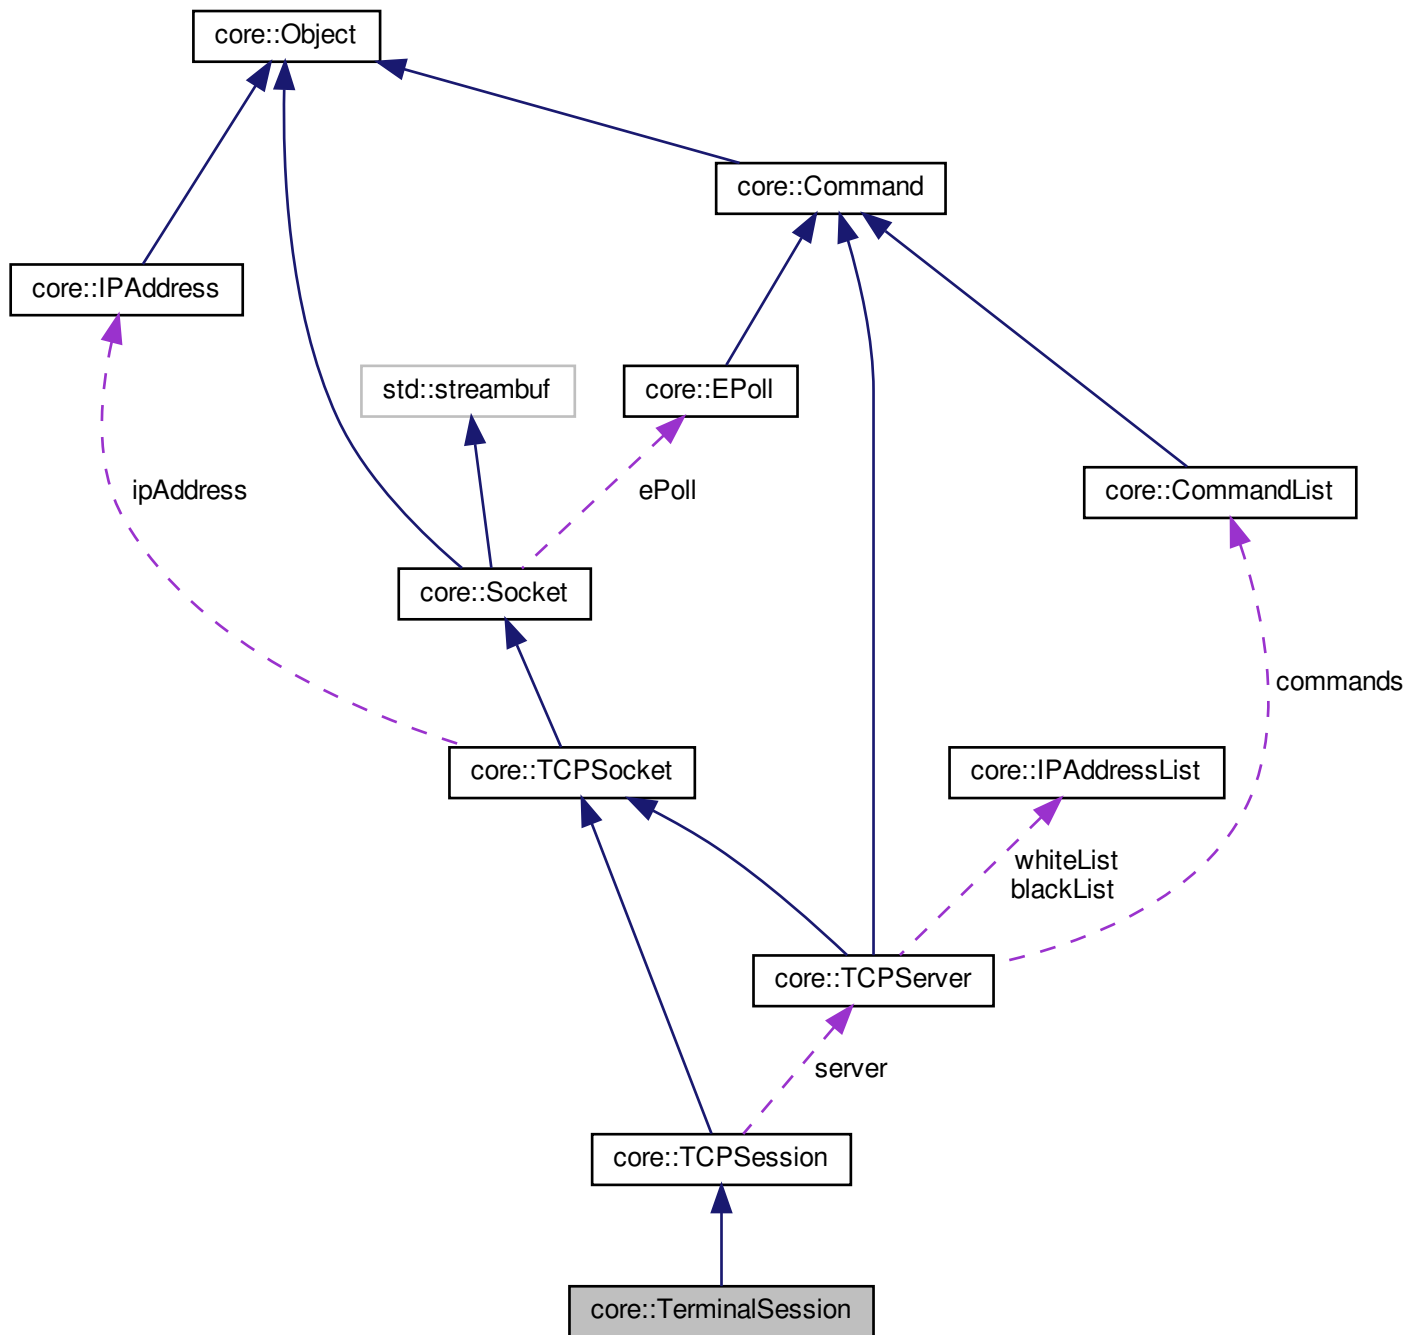 core::Object
core::Command
core::IPAddress
std::streambuf
core::EPoll
ipAddress
ePoll
core::CommandList
core::Socket
commands
core::TCPSocket
core::IPAddressList
whiteList
blackList
core::TCPServer
server
core::TCPSession
core::TerminalSession